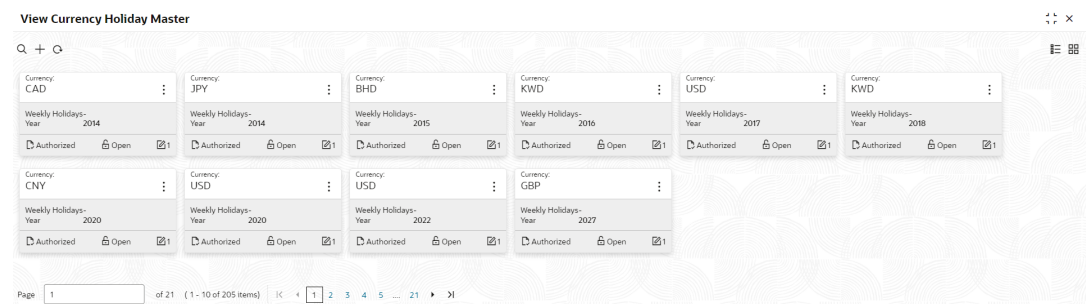 View Currency Holiday Master
Currency: Currency: Currency: Currency: Currency: Currency:
CAD JPY BHD KWD USD KWD
Weekly Holidays- Weekly Holidays- Weekly Holidays- Weekly Holidays- Weekly Holidays- Weekly Holidays-
Year 2014 Year 2014 Year 2015 Year 2016 Year 2017 Year 2018
Authorized Open 1 Authorized Open 1 Authorized Open 1 Authorized Open 1 Authorized Open 1 Authorized Open 1
Currency: Currency: Currency: Currency:
CNY USD USD GBP
Weekly Holidays- Weekly Holidays- Weekly Holidays- Weekly Holidays-
Year 2020 Year 2020 Year 2022 Year 2027
Authorized Open 1 Authorized Open 1 Authorized Open 1 Authorized Open 1
Page 1 of 21 ( 1 - 10 of 205 items) 1 2 3 4 5 .... 21